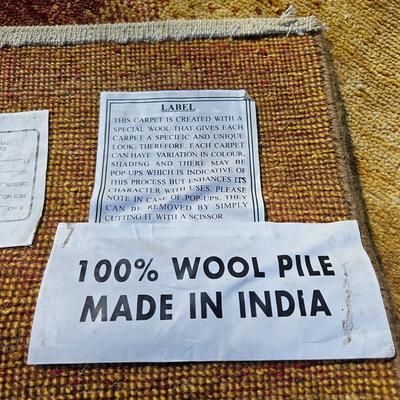 LABEL
THIS CARPET IS CREATED WITH A
SPECIAL WOOL THAT GIVES EACH
CARPET A SPECIFIC AND UNIQUE
LOOK. THEREFORE, EACH CARPET
CAN HAVE VARIATION IN COLOUR,
SHADING AND THERE MAY BE
POP-UPS WHICH IS INDICATIVE OF
THIS PROCESS BUT ENHANCES ITS
CHARACTER WITH USES. PLEASE
NOTE IN CASE OF POP-UPS, THEY
CAN BE REMOVED BY SIMPLY
CUTTING IT WITH A SCISSOR.
100% WOOL PILE
MADE IN INDiA